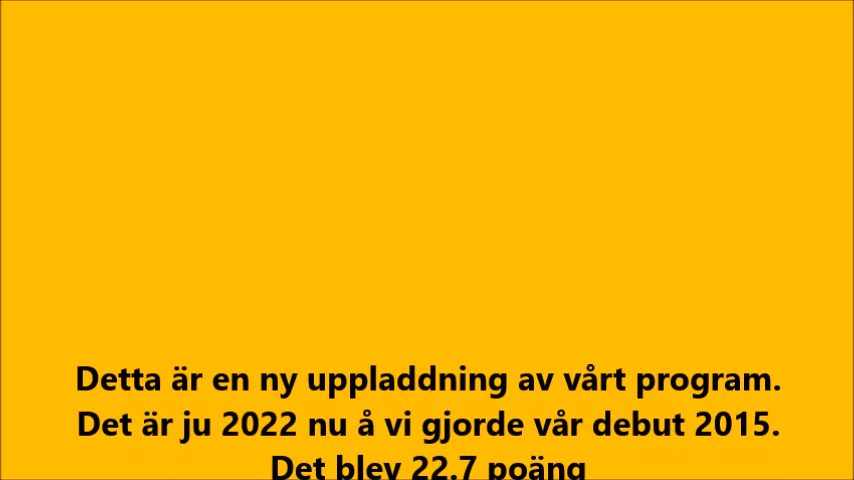 Detta är en ny uppladdning av vårt program.
Det är ju 2022 nu å vi gjorde vår debut 2015.
Det blev 22.7 poäng